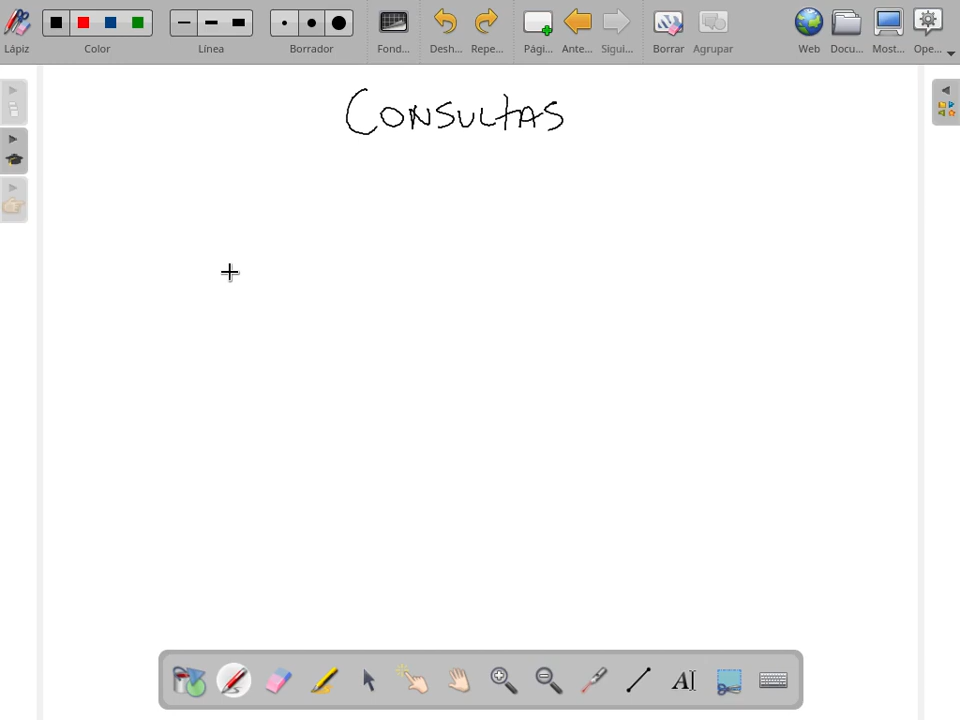 Lápiz Color Línea Borrador Fond... Desh... Repe... Pági... Ante... Sigui... Borrar Agrupar Web Docu... Most... Ope...
CONSULTAS
A